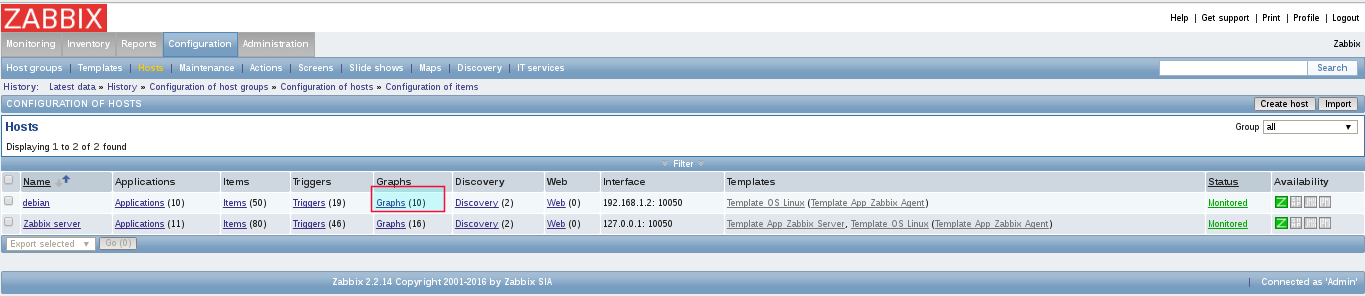 ZABBIX
Help | Get support | Print | Profile | Logout
Monitoring Inventory Reports Configuration Administration Zabbix
Host groups | Templates | Hosts | Maintenance | Actions | Screens | Slide shows | Maps | Discovery | IT services Search
History: Latest data » History » Configuration of host groups » Configuration of hosts » Configuration of items
CONFIGURATION OF HOSTS Create host Import
Hosts Group all
Displaying 1 to 2 of 2 found
Filter
Name Applications Items Triggers Graphs Discovery Web Interface Templates Status Availability
debian Applications (10) Items (50) Triggers (19) Graphs (10) Discovery (2) Web (0) 192.168.1.2: 10050 Template OS Linux (Template App Zabbix Agent) Monitored Z
Zabbix server Applications (11) Items (80) Triggers (46) Graphs (16) Discovery (2) Web (0) 127.0.0.1: 10050 Template App Zabbix Server, Template OS Linux (Template App Zabbix Agent) Monitored Z
Export selected Go (0)
Zabbix 2.2.14 Copyright 2001-2016 by Zabbix SIA | Connected as 'Admin'